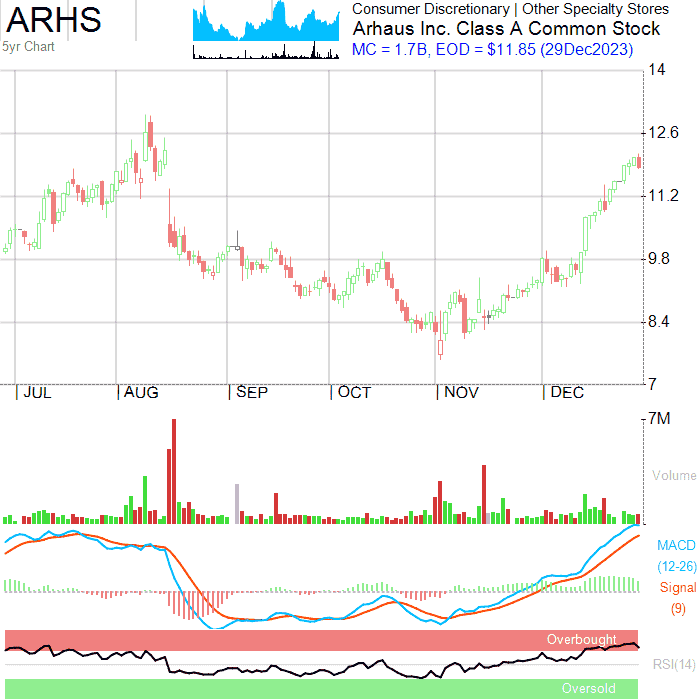 ARHS
5yr Chart
Consumer Discretionary | Other Specialty Stores
Arhaus Inc. Class A Common Stock
MC = 1.7B, EOD = $11.85 (29Dec2023)
14
12.6
11.2
9.8
8.4
7
JUL AUG SEP OCT NOV DEC
7M
Volume
MACD
(12-26)
Signal
(9)
Overbought
RSI(14)
Oversold